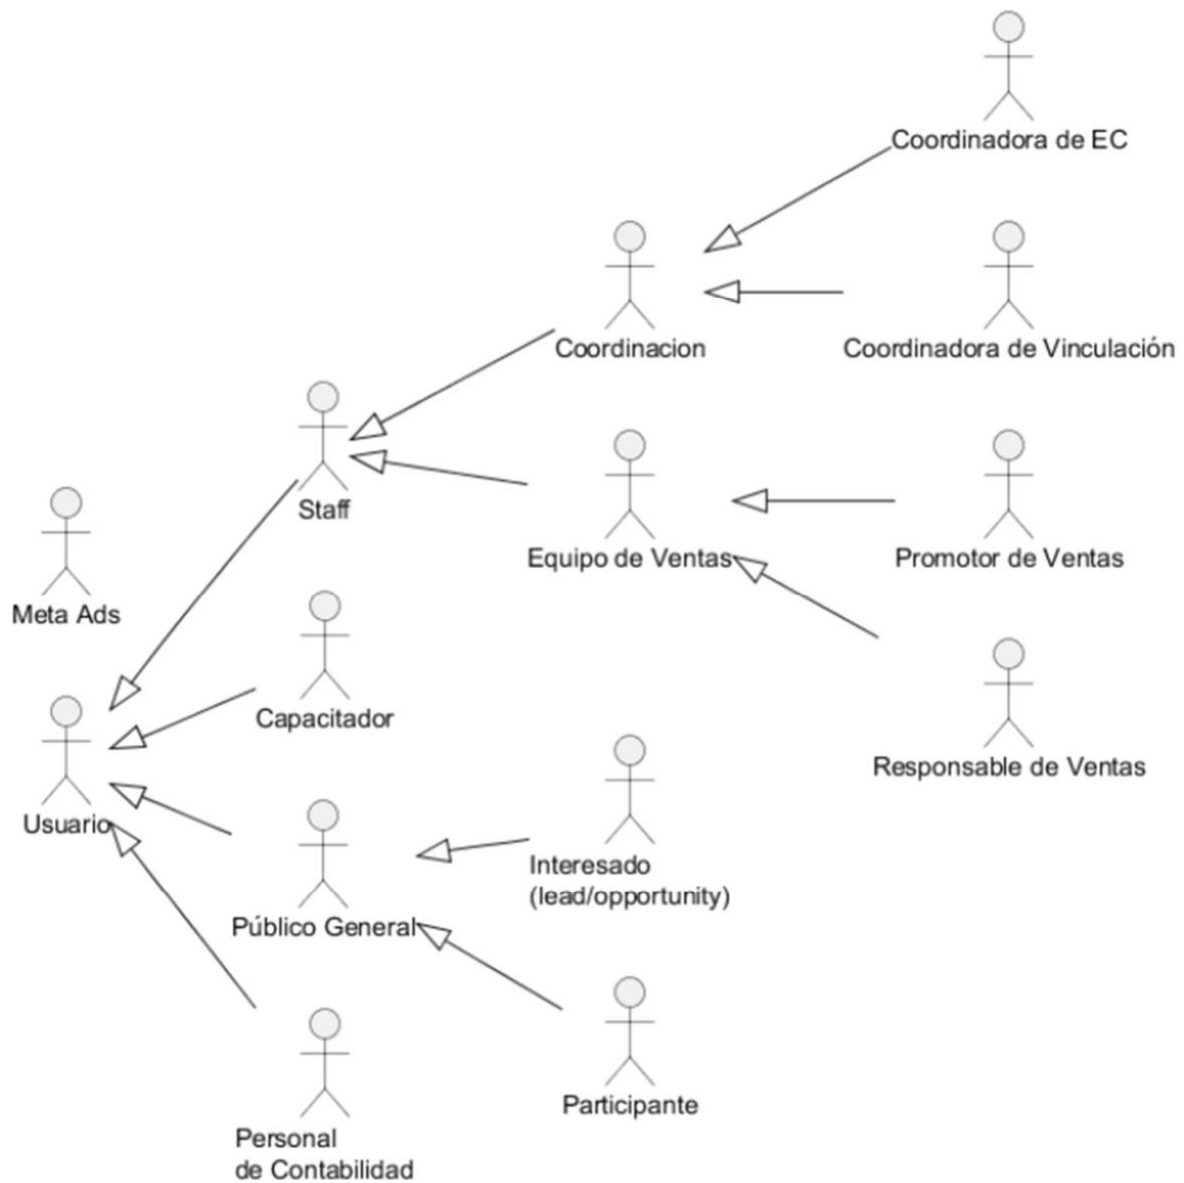 Coordinadora de EC
Coordinacion
Coordinadora de Vinculación
Staff
Equipo de Ventas
Promotor de Ventas
Meta Ads
Capacitador
Responsable de Ventas
Usuario
Interesado
(lead/opportunity)
Público General
Participante
Personal
de Contabilidad